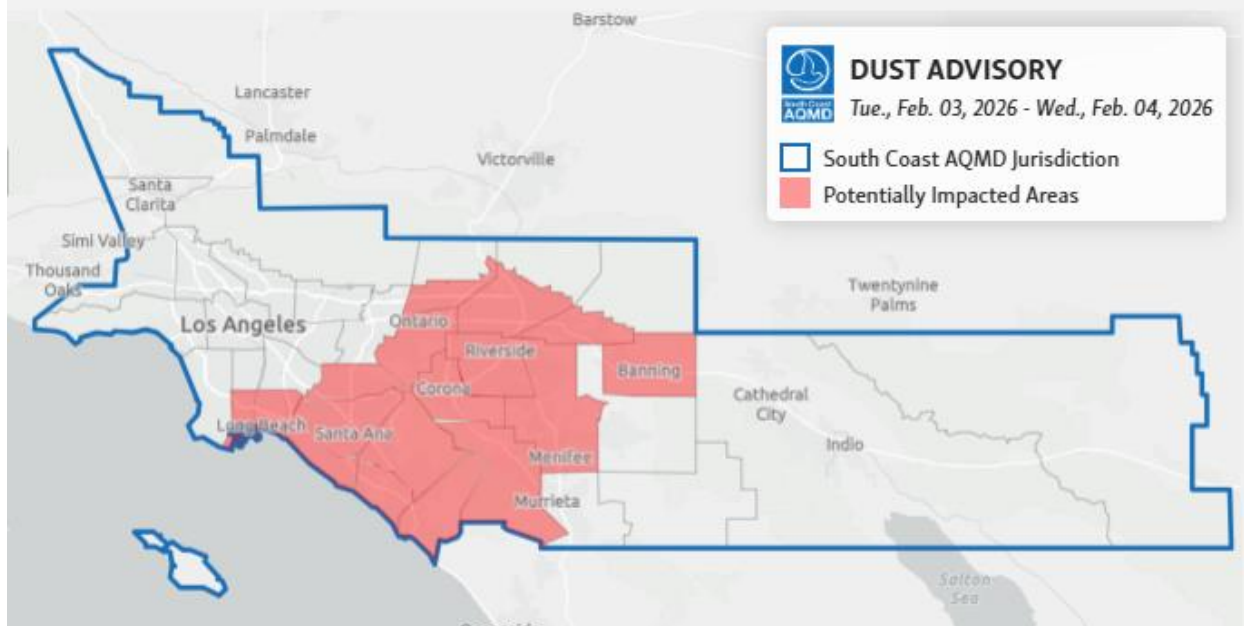 Barstow
DUST ADVISORY
South Coast
AQMD
Tue., Feb. 03, 2026 - Wed., Feb. 04, 2026
South Coast AQMD Jurisdiction
Potentially Impacted Areas
Lancaster
Palmdale
Victorville
Santa
Clarita
Simi Valley
Thousand
Oaks
Twentynine
Palms
Los Angeles
Ontario
Riverside
Banning
Corona
Cathedral
City
Long Beach
Santa Ana
Indio
Menifee
Murrieta
Salton
Sea